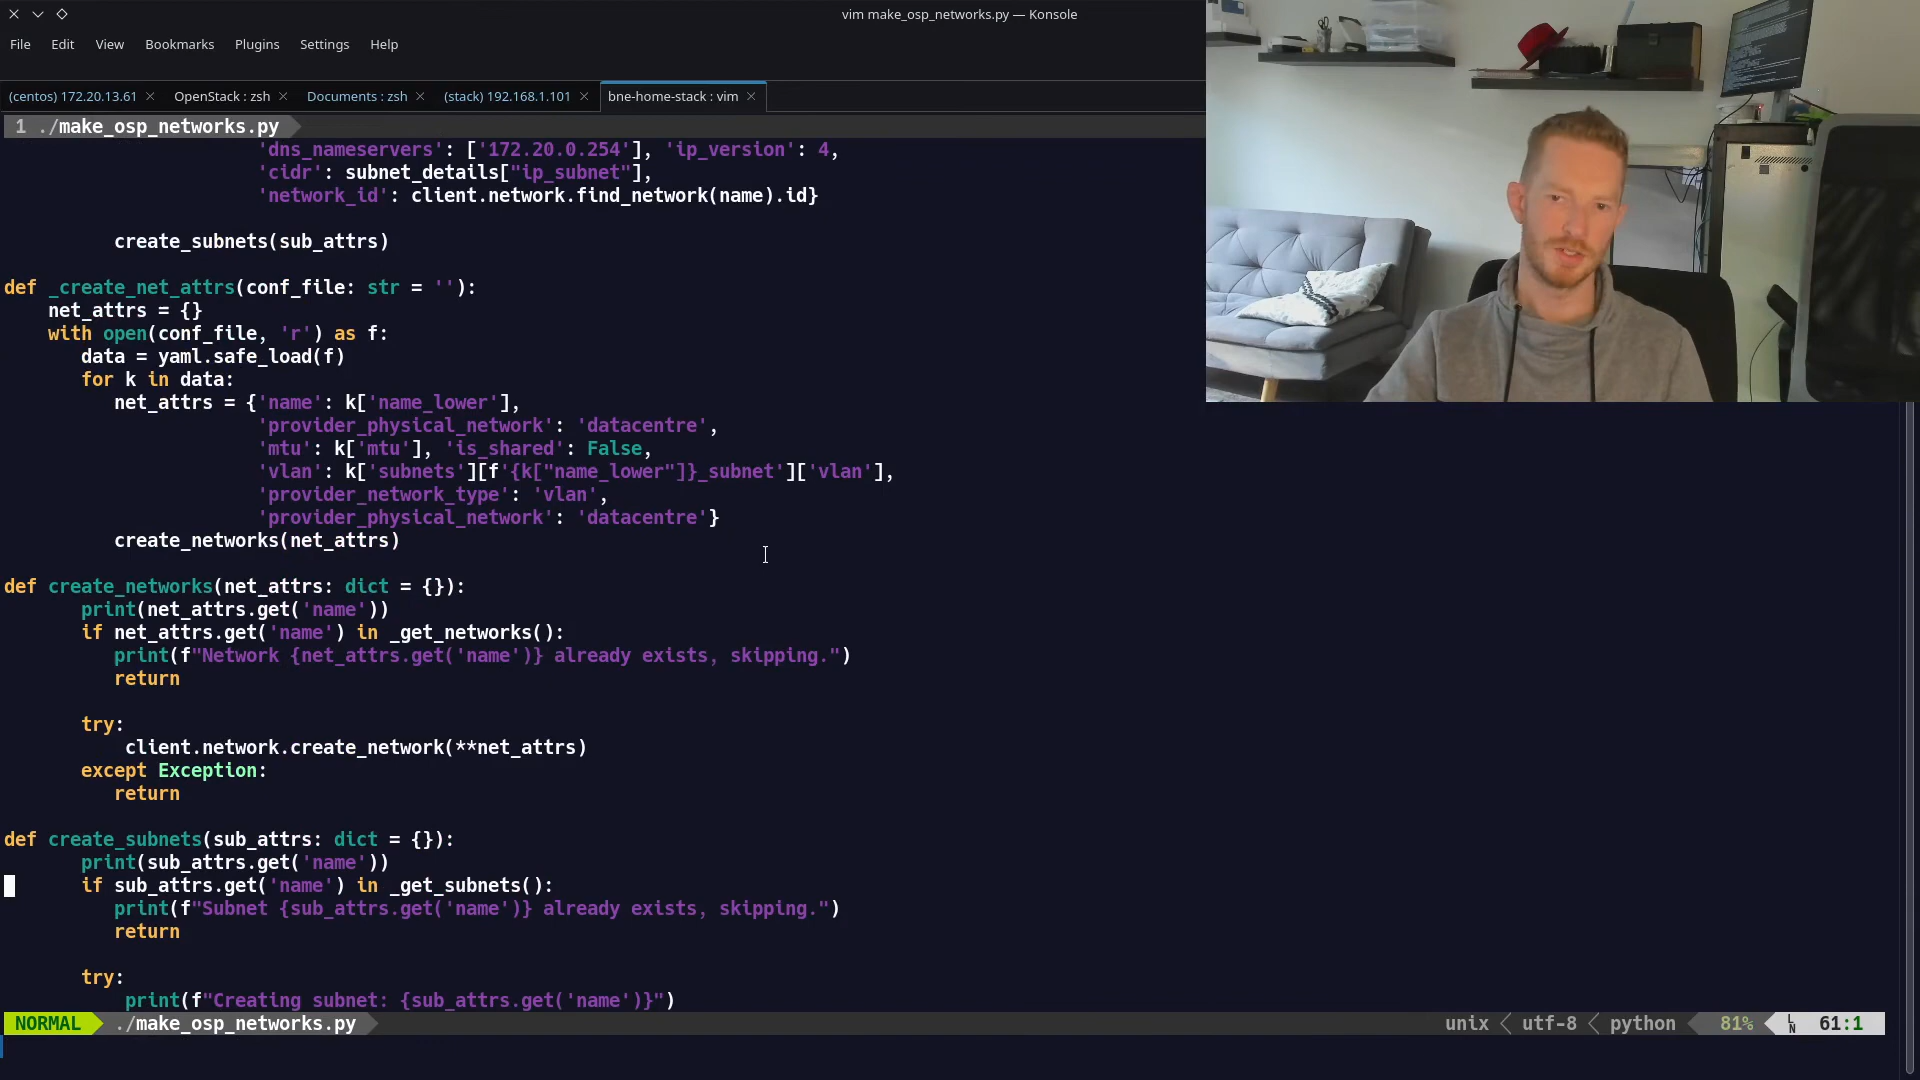 vim make_osp_networks.py — Konsole
File Edit View Bookmarks Plugins Settings Help
(centos) 172.20.13.61 OpenStack : zsh Documents : zsh (stack) 192.168.1.101 bne-home-stack : vim
1 ./make_osp_networks.py
'dns_nameservers': ['172.20.0.254'], 'ip_version': 4,
'cidr': subnet_details["ip_subnet"],
'network_id': client.network.find_network(name).id}
create_subnets(sub_attrs)
def _create_net_attrs(conf_file: str = ''):
net_attrs = {}
with open(conf_file, 'r') as f:
data = yaml.safe_load(f)
for k in data:
net_attrs = {'name': k['name_lower'],
'provider_physical_network': 'datacentre',
'mtu': k['mtu'], 'is_shared': False,
'vlan': k['subnets'][f'{k["name_lower"]}_subnet']['vlan'],
'provider_network_type': 'vlan',
'provider_physical_network': 'datacentre'}
create_networks(net_attrs)
def create_networks(net_attrs: dict = {}):
print(net_attrs.get('name'))
if net_attrs.get('name') in _get_networks():
print(f"Network {net_attrs.get('name')} already exists, skipping.")
return
try:
client.network.create_network(**net_attrs)
except Exception:
return
def create_subnets(sub_attrs: dict = {}):
print(sub_attrs.get('name'))
if sub_attrs.get('name') in _get_subnets():
print(f"Subnet {sub_attrs.get('name')} already exists, skipping.")
return
try:
print(f"Creating subnet: {sub_attrs.get('name')}")
NORMAL ./make_osp_networks.py unix utf-8 python 81% LN 61:1